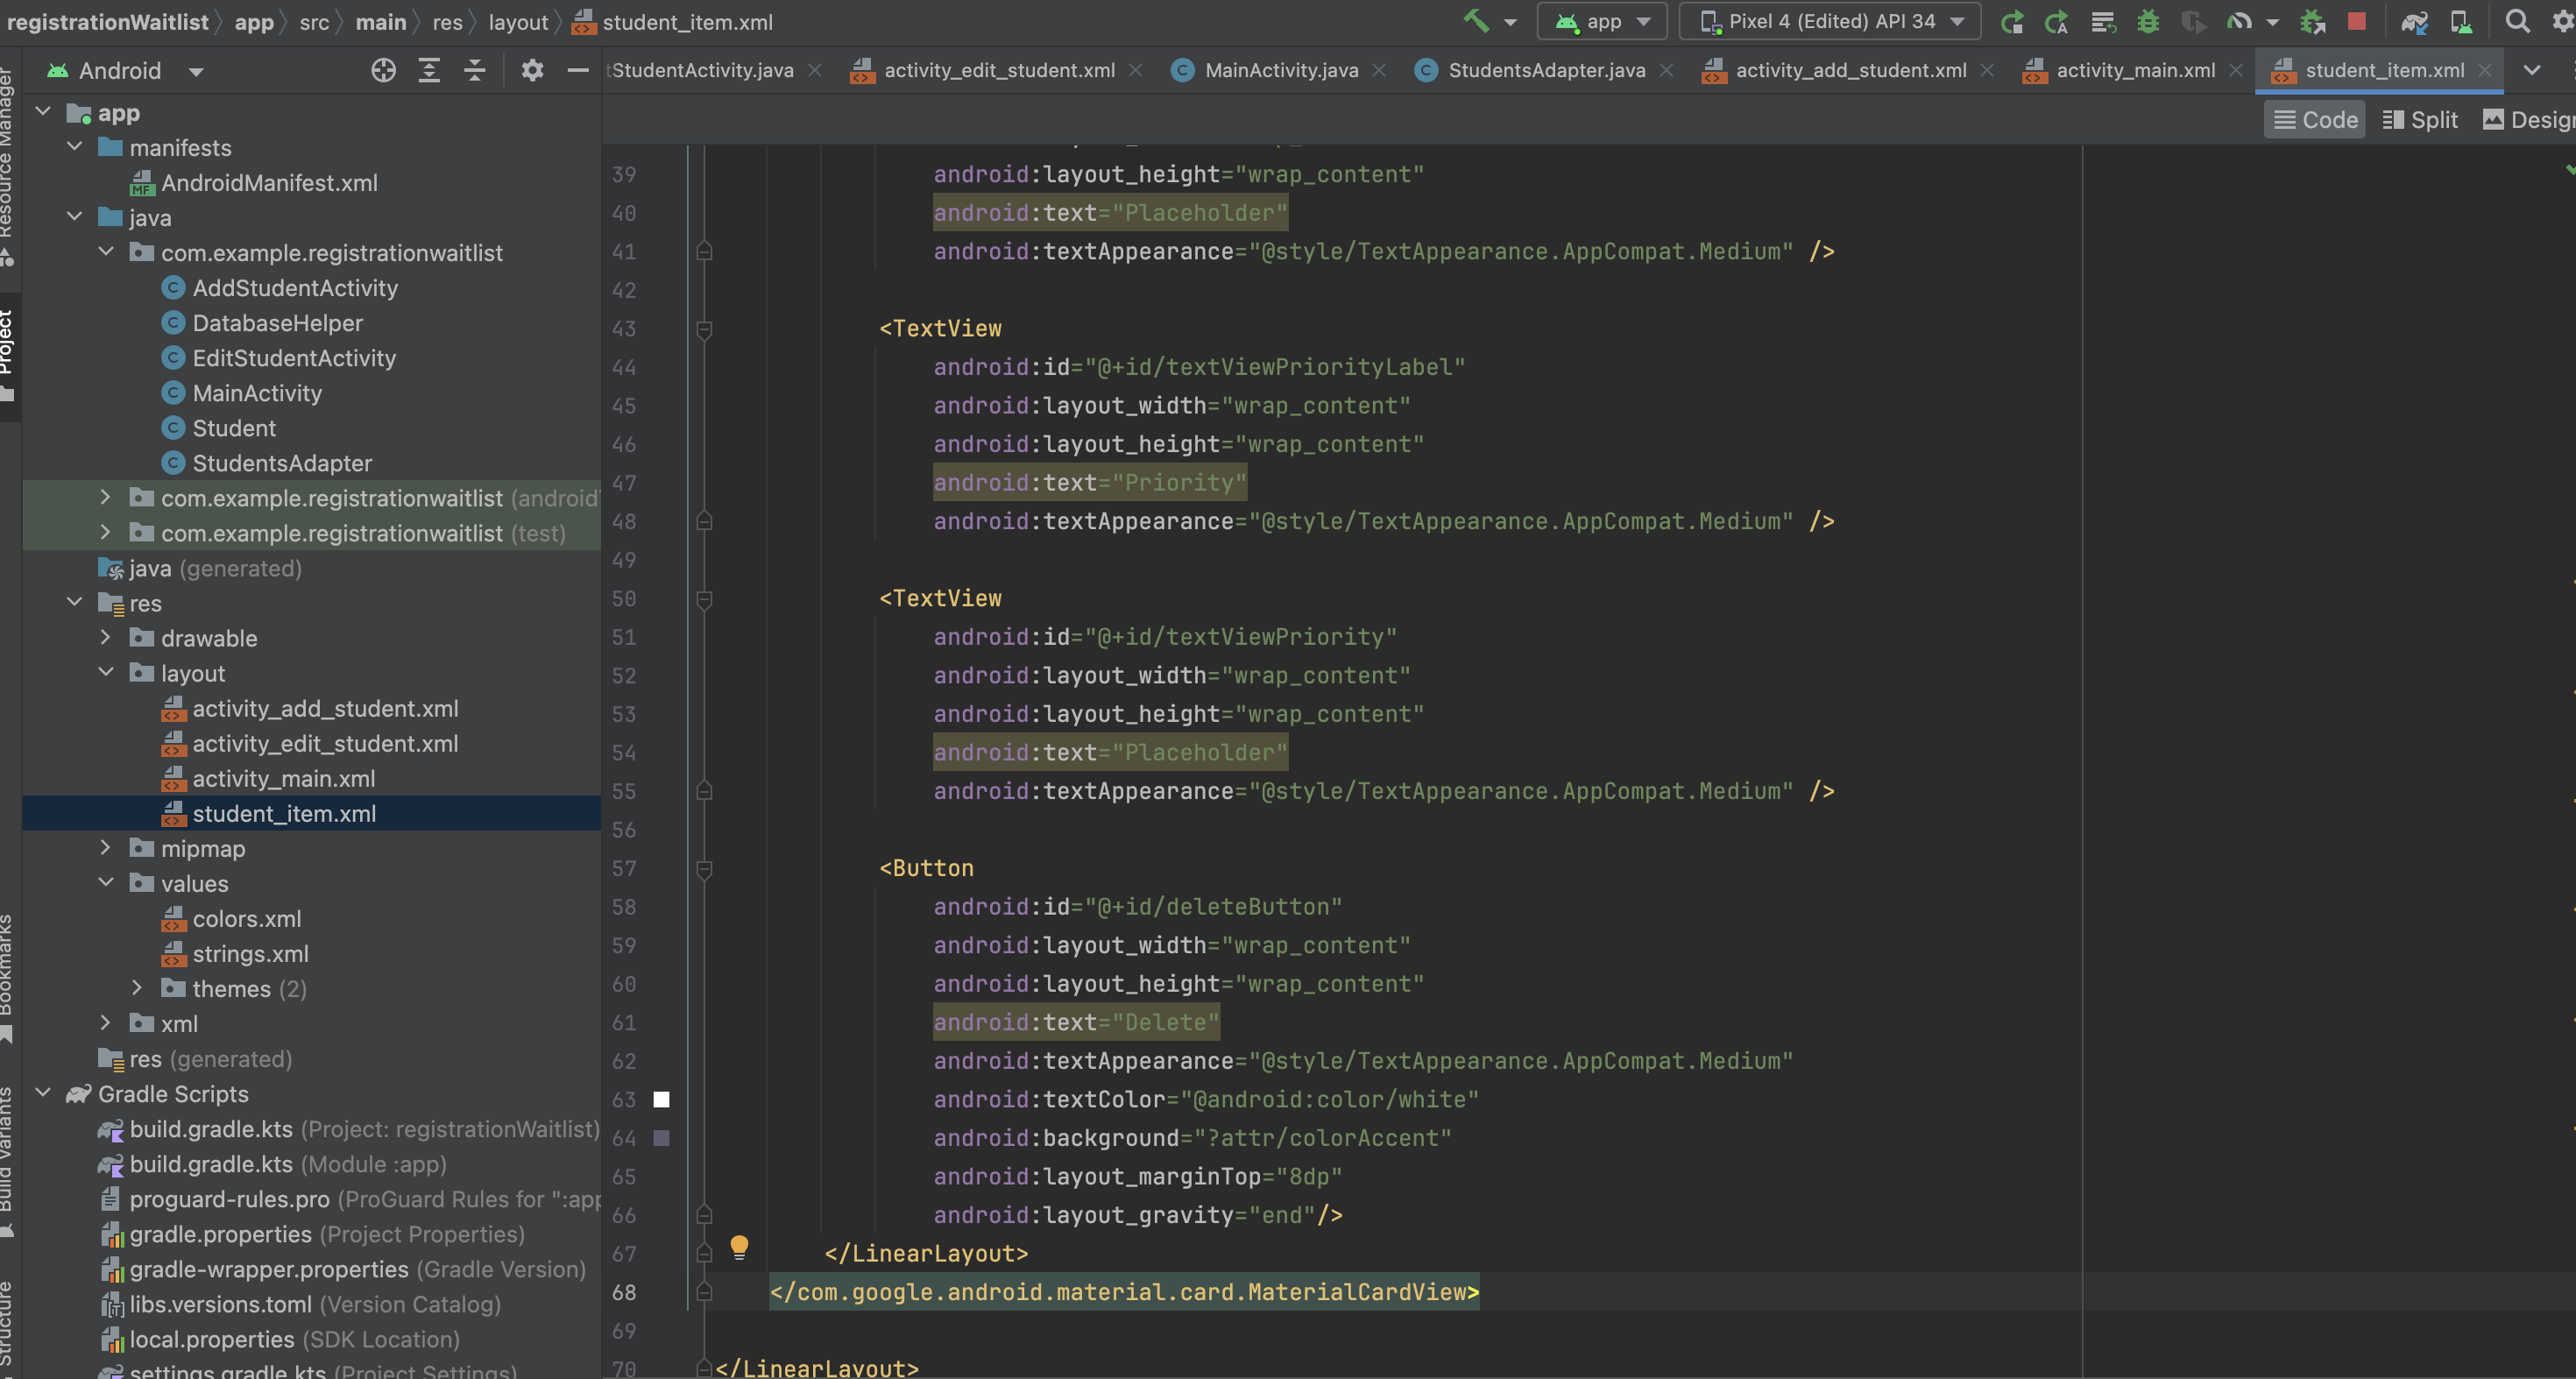 registrationWaitlist app src main res layout student_item.xml
app Pixel 4 (Edited) API 34
Android
tStudentActivity.java activity_edit_student.xml MainActivity.java StudentsAdapter.java activity_add_student.xml activity_main.xml student_item.xml
Code Split Design
Resource Manager
Project
Bookmarks
Build Variants
Structure
app
manifests
AndroidManifest.xml
java
com.example.registrationwaitlist
AddStudentActivity
DatabaseHelper
EditStudentActivity
MainActivity
Student
StudentsAdapter
com.example.registrationwaitlist (android
com.example.registrationwaitlist (test)
java (generated)
res
drawable
layout
activity_add_student.xml
activity_edit_student.xml
activity_main.xml
student_item.xml
mipmap
values
colors.xml
strings.xml
themes (2)
xml
res (generated)
Gradle Scripts
build.gradle.kts (Project: registrationWaitlist)
build.gradle.kts (Module :app)
proguard-rules.pro (ProGuard Rules for ":app
gradle.properties (Project Properties)
gradle-wrapper.properties (Gradle Version)
libs.versions.toml (Version Catalog)
local.properties (SDK Location)
settings.gradle.kts (Project Settings)
39 android:layout_height="wrap_content"
40 android:text="Placeholder"
41 android:textAppearance="@style/TextAppearance.AppCompat.Medium" />
42
43 <TextView
44 android:id="@+id/textViewPriorityLabel"
45 android:layout_width="wrap_content"
46 android:layout_height="wrap_content"
47 android:text="Priority"
48 android:textAppearance="@style/TextAppearance.AppCompat.Medium" />
49
50 <TextView
51 android:id="@+id/textViewPriority"
52 android:layout_width="wrap_content"
53 android:layout_height="wrap_content"
54 android:text="Placeholder"
55 android:textAppearance="@style/TextAppearance.AppCompat.Medium" />
56
57 <Button
58 android:id="@+id/deleteButton"
59 android:layout_width="wrap_content"
60 android:layout_height="wrap_content"
61 android:text="Delete"
62 android:textAppearance="@style/TextAppearance.AppCompat.Medium"
63 android:textColor="@android:color/white"
64 android:background="?attr/colorAccent"
65 android:layout_marginTop="8dp"
66 android:layout_gravity="end"/>
67 </LinearLayout>
68 </com.google.android.material.card.MaterialCardView>
69
70 </LinearLayout>